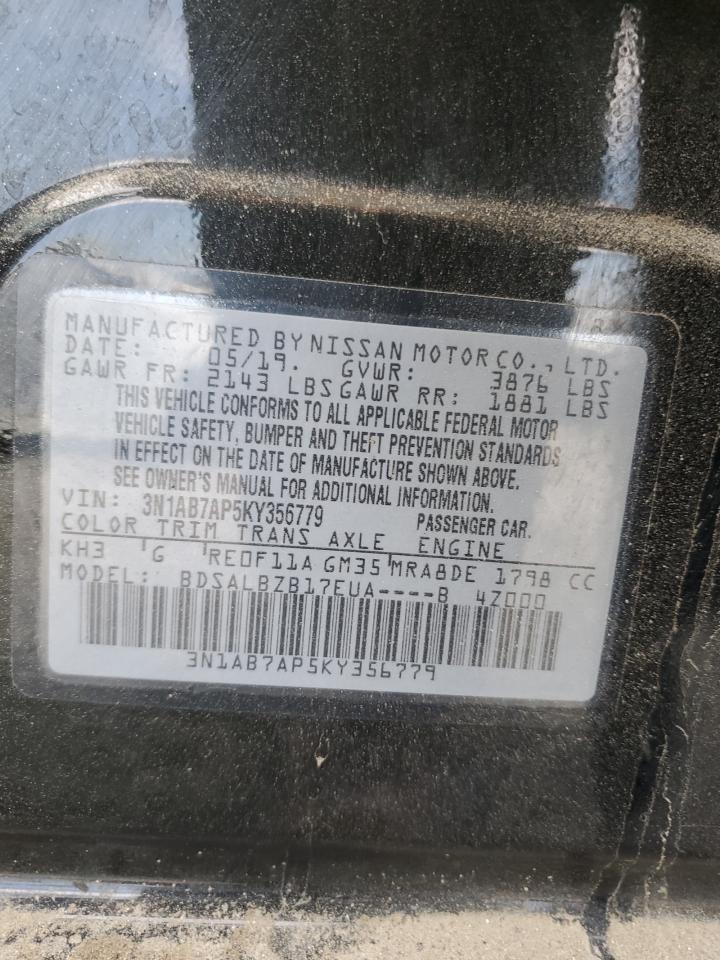 MANUFACTURED BY NISSAN MOTOR CO., LTD.
DATE: 05/19. GVWR: 3876 LBS
GAWR FR: 2143 LBS GAWR RR: 1881 LBS
THIS VEHICLE CONFORMS TO ALL APPLICABLE FEDERAL MOTOR
VEHICLE SAFETY, BUMPER AND THEFT PREVENTION STANDARDS
IN EFFECT ON THE DATE OF MANUFACTURE SHOWN ABOVE.
SEE OWNER'S MANUAL FOR ADDITIONAL INFORMATION.
VIN: 3N1AB7AP5KY356779 PASSENGER CAR.
COLOR TRIM TRANS AXLE ENGINE
KH3 'G 'RE0F11A GM35 'MRA8DE 1798 CC
MODEL: BDSALBZB17EUA----B 4Z000
3N1AB7AP5KY356779